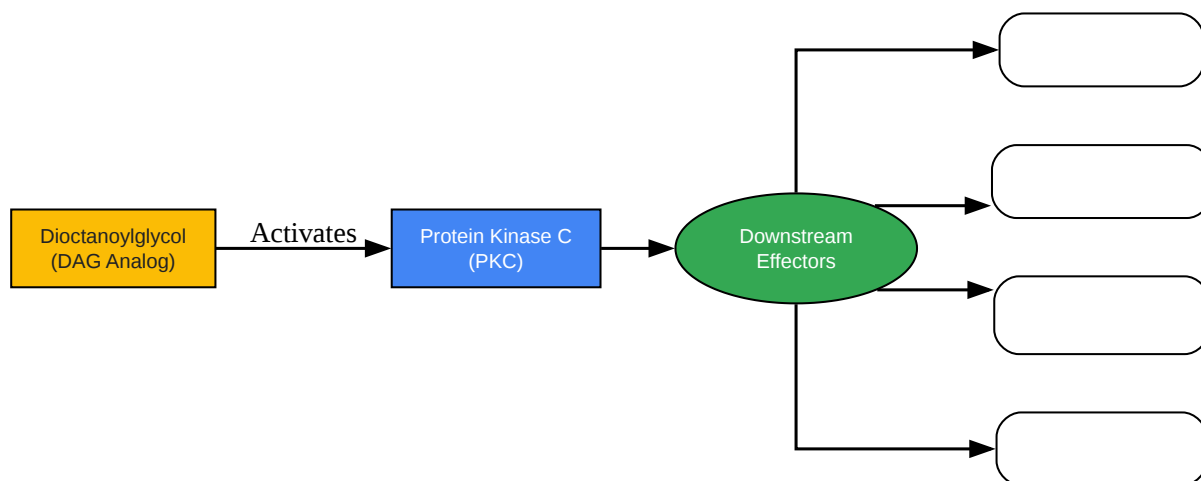 Dioctanoylglycol
(DAG Analog)
Activates
Protein Kinase C
(PKC)
Downstream
Effectors